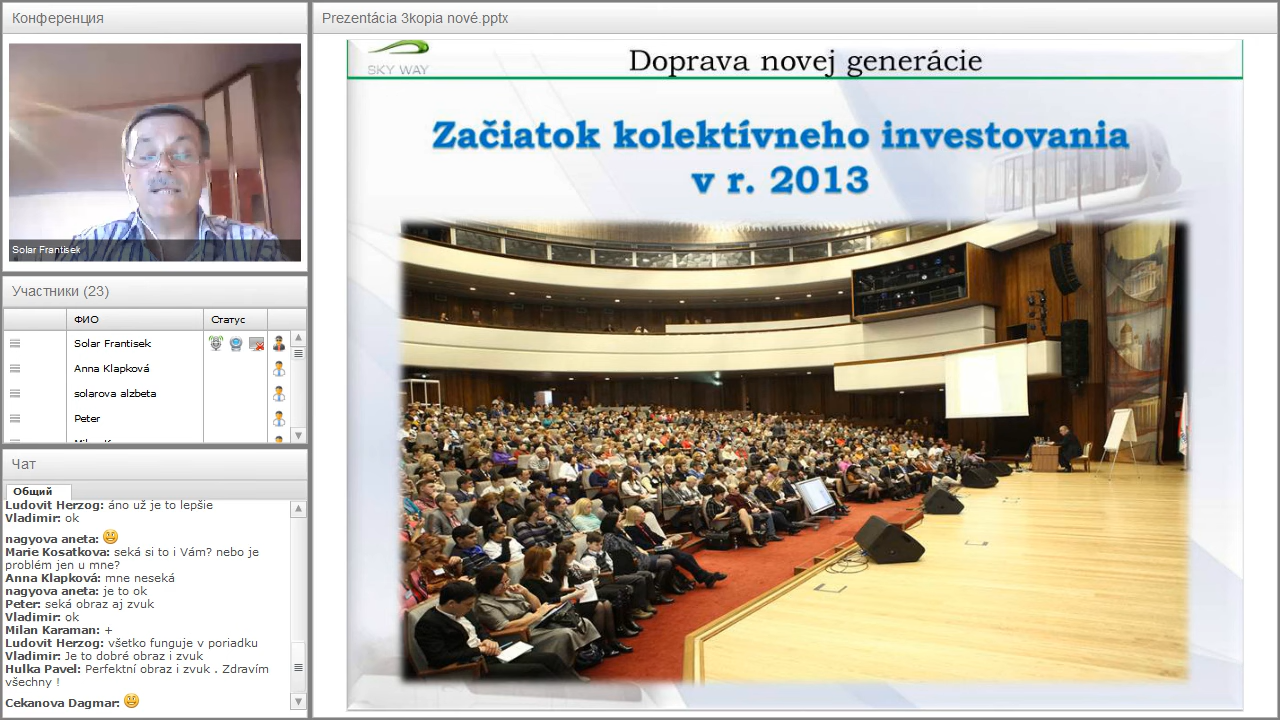 Конференция
Solar Frantisek
Участники (23)
ФИО
Статус
Solar Frantisek
Anna Klapková
solarova alzbeta
Peter
Чат
Общий
Ludovit Herzog: áno už je to lepšie
Vladimir: ok
nagyova aneta:
Marie Kosatkova: seká si to i Vám? nebo je
problém jen u mne?
Anna Klapková: mne neseká
nagyova aneta: je to ok
Peter: seká obraz aj zvuk
Vladimir: ok
Milan Karaman: +
Ludovit Herzog: všetko funguje v poriadku
Vladimir: Je to dobré obraz i zvuk
Hulka Pavel: Perfektní obraz i zvuk . Zdravím
všechny !
Cekanova Dagmar:
Prezentácia 3kopia nové.pptx
SKY WAY
Doprava novej generácie
Začiatok kolektívneho investovania
v r. 2013